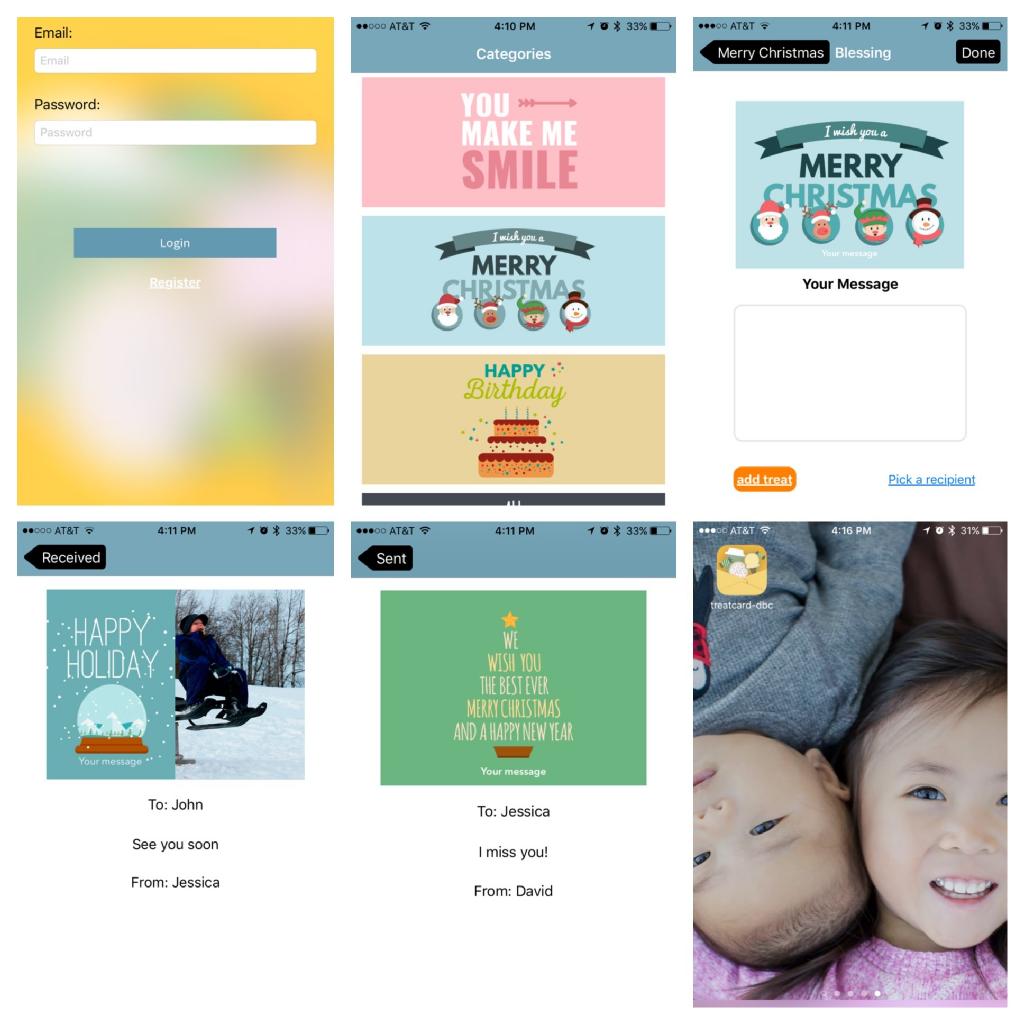 Email:
Email
Password:
Password
Login
Register
AT&T 4:10 PM 33%
Categories
YOU
MAKE ME
SMILE
I wish you a
MERRY
CHRISTMAS
HAPPY
Birthday
AT&T 4:11 PM 33%
Merry Christmas Blessing Done
I wish you a
MERRY
CHRISTMAS
Your message
Your Message
add treat Pick a recipient
AT&T 4:11 PM 33%
Received
HAPPY
HOLIDAY
Your message
To: John
See you soon
From: Jessica
AT&T 4:11 PM 33%
Sent
WE
WISH YOU
THE BEST EVER
MERRY CHRISTMAS
AND A HAPPY NEW YEAR
Your message
To: Jessica
I miss you!
From: David
AT&T 4:16 PM 31%
treatcard-dbc